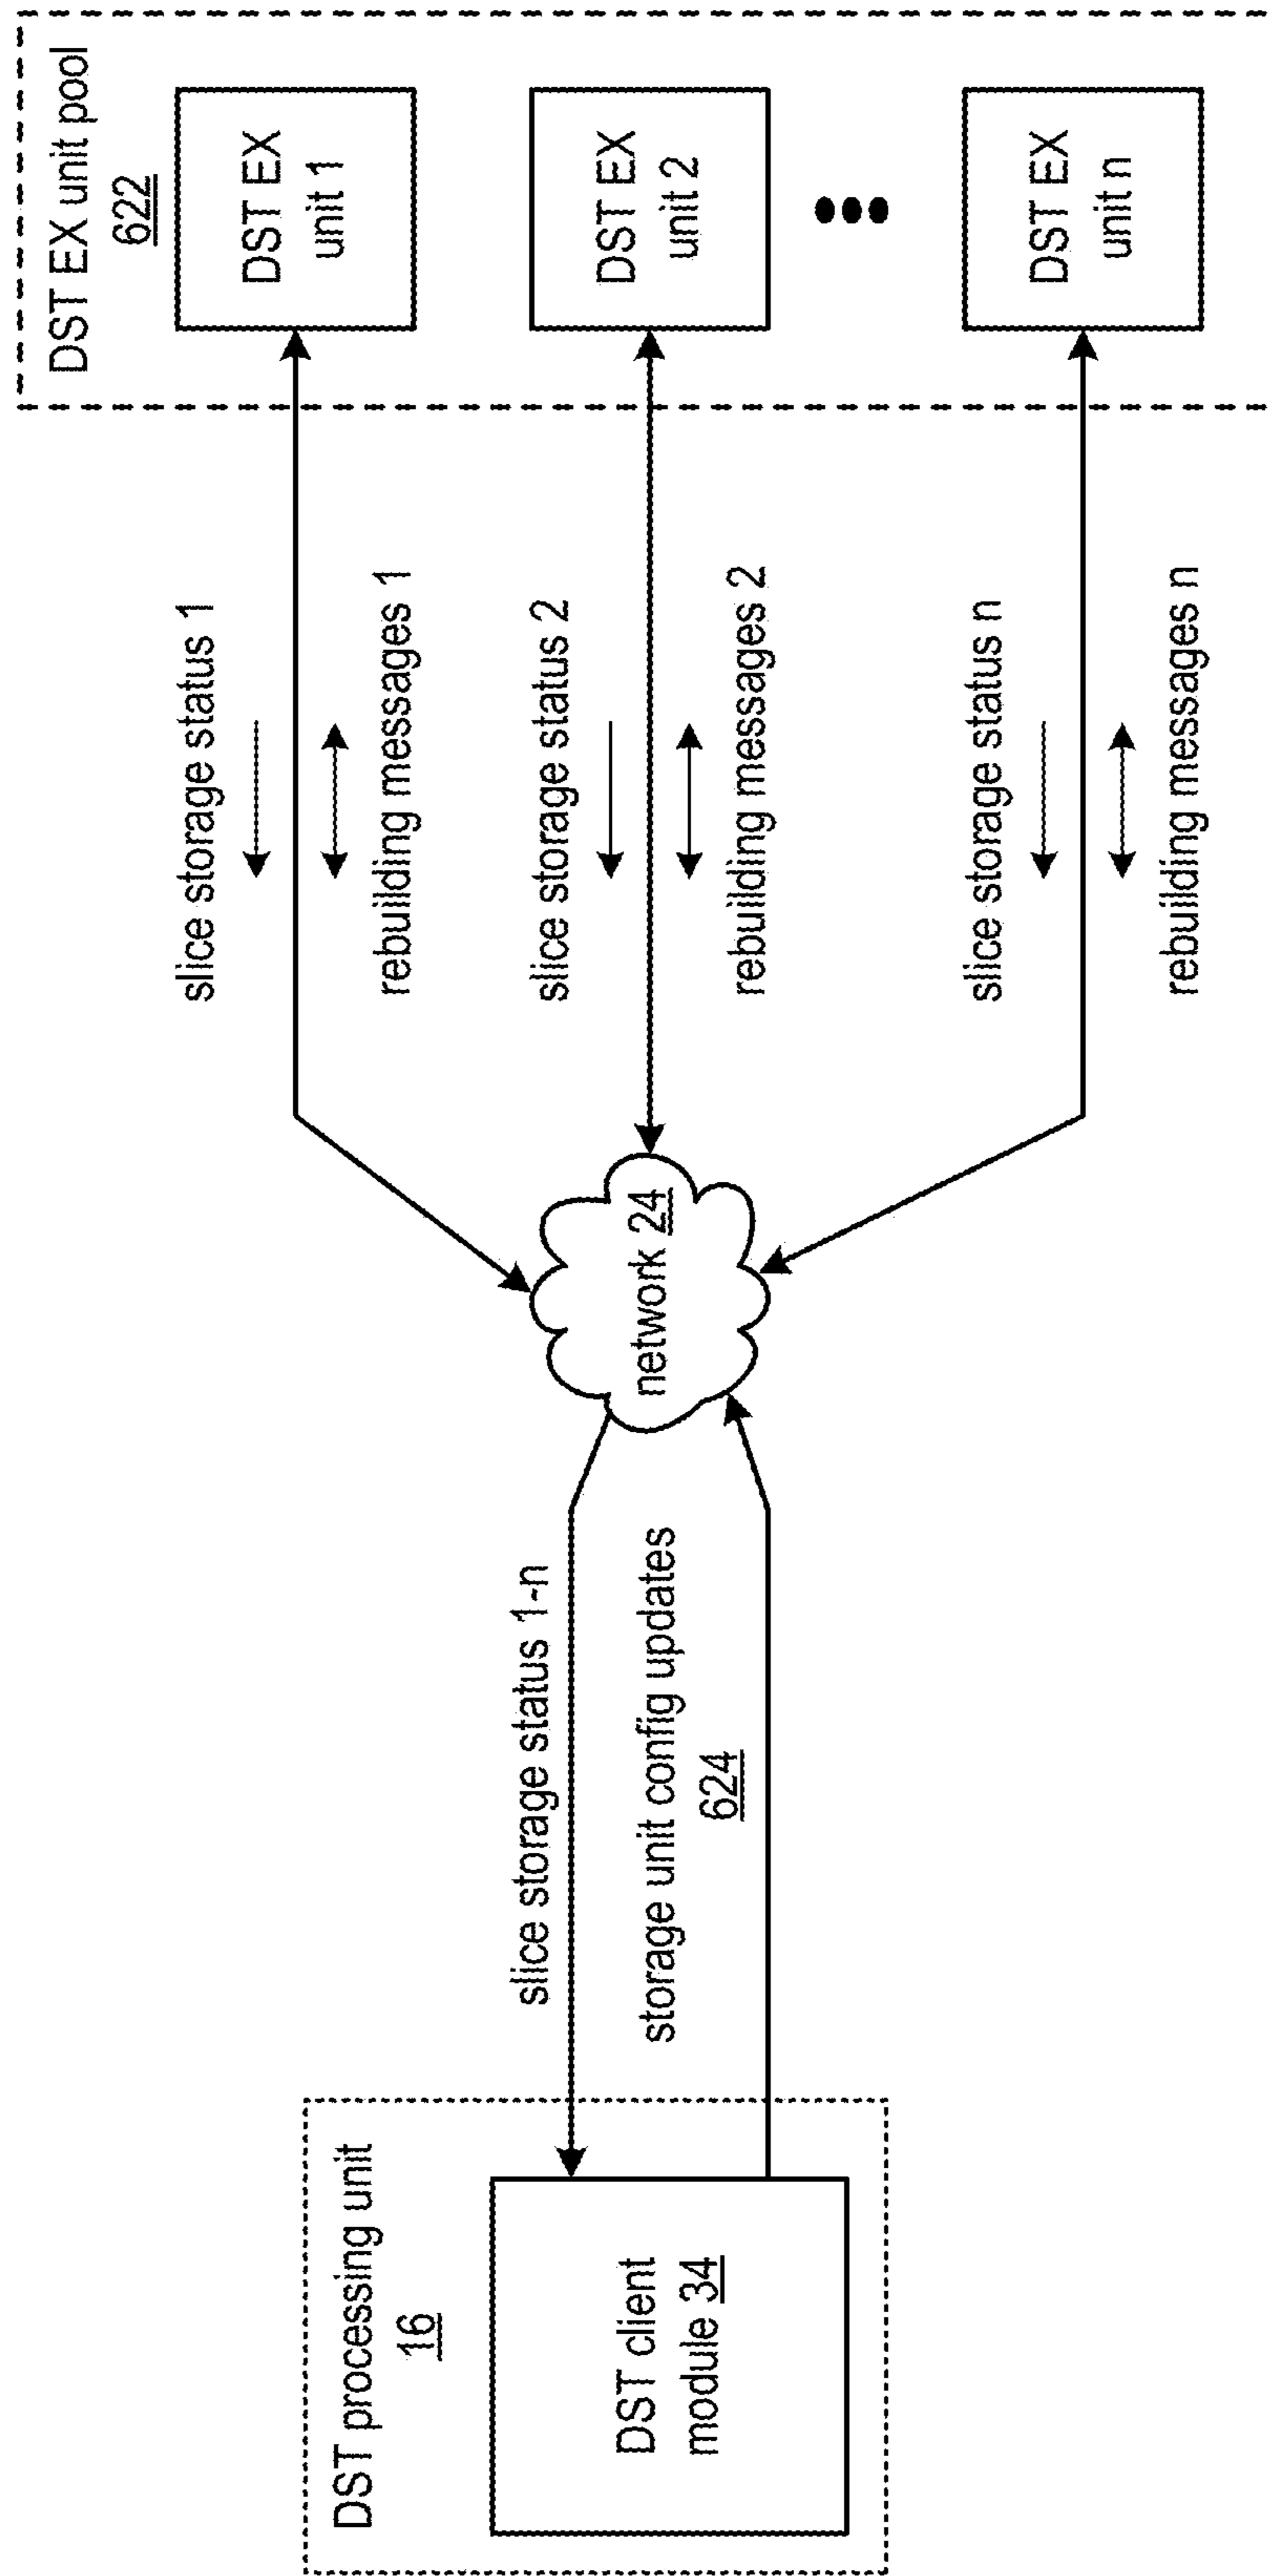 DST processing unit
16
DST client
module 34
slice storage status 1-n
storage unit config updates
624
network 24
slice storage status 1
rebuilding messages 1
slice storage status 2
rebuilding messages 2
slice storage status n
rebuilding messages n
DST EX unit pool
622
DST EX
unit 1
DST EX
unit 2
DST EX
unit n